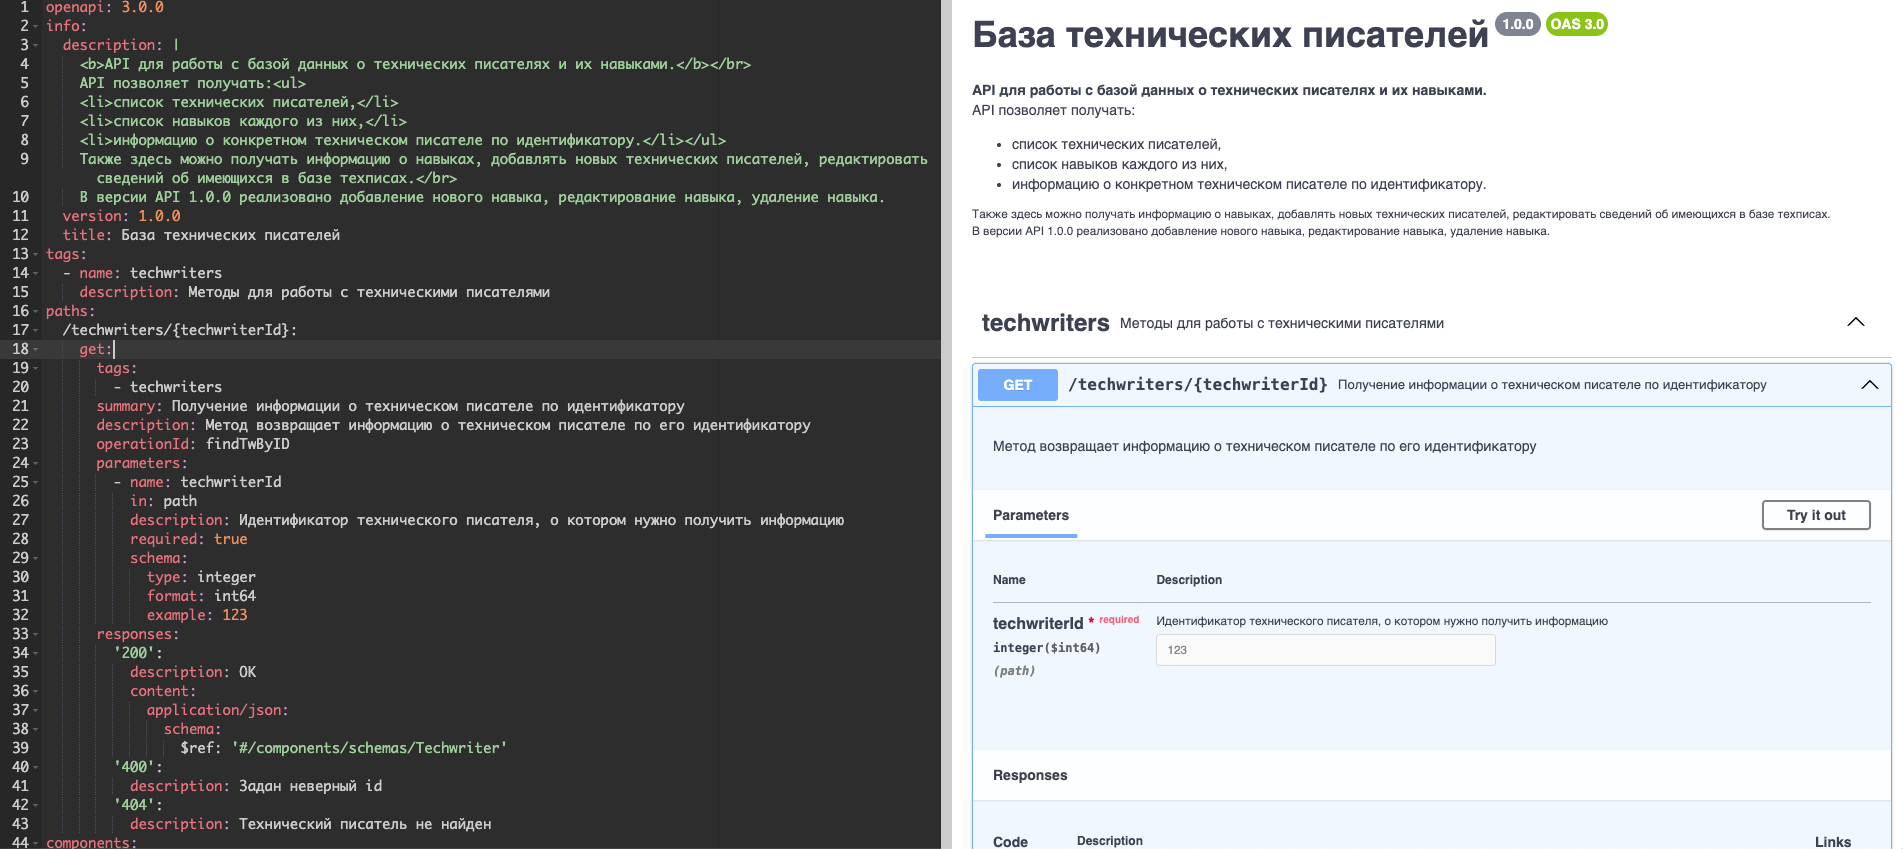 1 openapi: 3.0.0
2 info:
3 description: |
4 <b>API для работы с базой данных о технических писателях и их навыками.</b></br>
5 API позволяет получать:<ul>
6 <li>список технических писателей,</li>
7 <li>список навыков каждого из них,</li>
8 <li>информацию о конкретном техническом писателе по идентификатору.</li></ul>
9 Также здесь можно получать информацию о навыках, добавлять новых технических писателей, редактировать
сведений об имеющихся в базе техписах.</br>
10 В версии API 1.0.0 реализовано добавление нового навыка, редактирование навыка, удаление навыка.
11 version: 1.0.0
12 title: База технических писателей
13 tags:
14 - name: techwriters
15 description: Методы для работы с техническими писателями
16 paths:
17 /techwriters/{techwriterId}:
18 get:
19 tags:
20 - techwriters
21 summary: Получение информации о техническом писателе по идентификатору
22 description: Метод возвращает информацию о техническом писателе по его идентификатору
23 operationId: findTwByID
24 parameters:
25 - name: techwriterId
26 in: path
27 description: Идентификатор технического писателя, о котором нужно получить информацию
28 required: true
29 schema:
30 type: integer
31 format: int64
32 example: 123
33 responses:
34 '200':
35 description: OK
36 content:
37 application/json:
38 schema:
39 $ref: '#/components/schemas/Techwriter'
40 '400':
41 description: Задан неверный id
42 '404':
43 description: Технический писатель не найден
44 components:
База технических писателей 1.0.0 OAS 3.0
API для работы с базой данных о технических писателях и их навыками.
API позволяет получать:
• список технических писателей,
• список навыков каждого из них,
• информацию о конкретном техническом писателе по идентификатору.
Также здесь можно получать информацию о навыках, добавлять новых технических писателей, редактировать сведений об имеющихся в базе техписах.
В версии API 1.0.0 реализовано добавление нового навыка, редактирование навыка, удаление навыка.
techwriters Методы для работы с техническими писателями
GET /techwriters/{techwriterId} Получение информации о техническом писателе по идентификатору
Метод возвращает информацию о техническом писателе по его идентификатору
Parameters Try it out
Name Description
techwriterId * required Идентификатор технического писателя, о котором нужно получить информацию
integer($int64) 123
(path)
Responses
Code Description Links